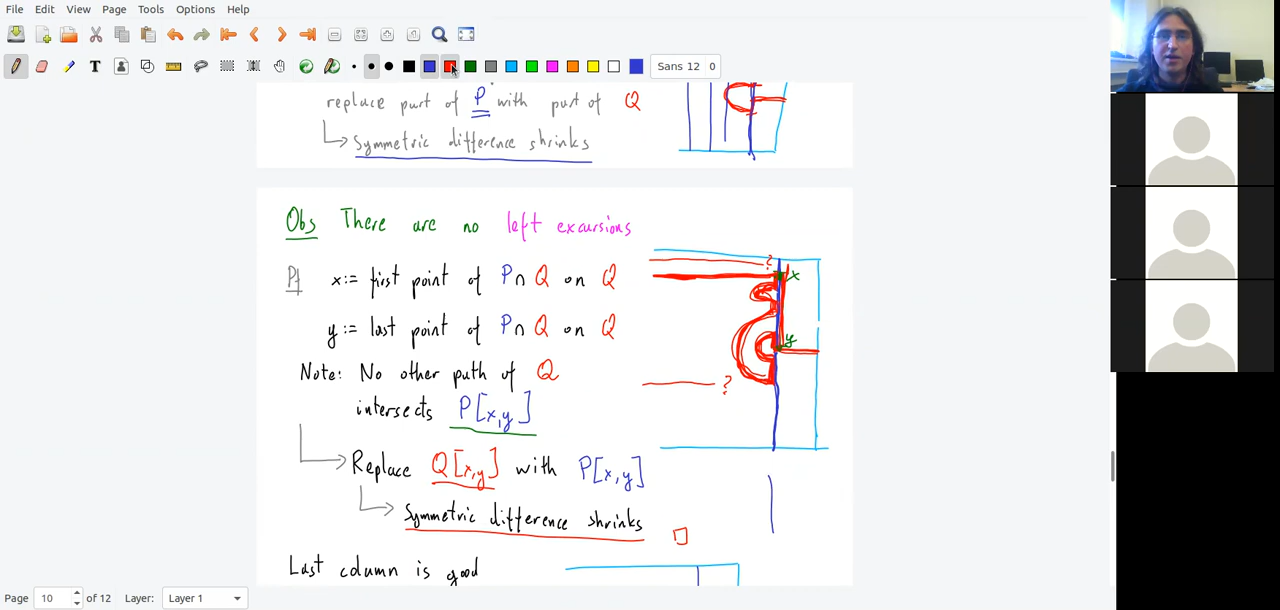 File Edit View Journal Page Tools Options Help
Sans 12 0
replace part of P with part of Q
Symmetric difference shrinks
Obs There are no left excursions
Pf x:= first point of P∩Q on Q
y:= last point of P∩Q on Q
Note: No other path of Q
intersects P[x,y]
Replace Q[x,y] with P[x,y]
Symmetric difference shrinks □
Last column is good
?
x
y
?
Page 10 of 12 Layer: Layer 1